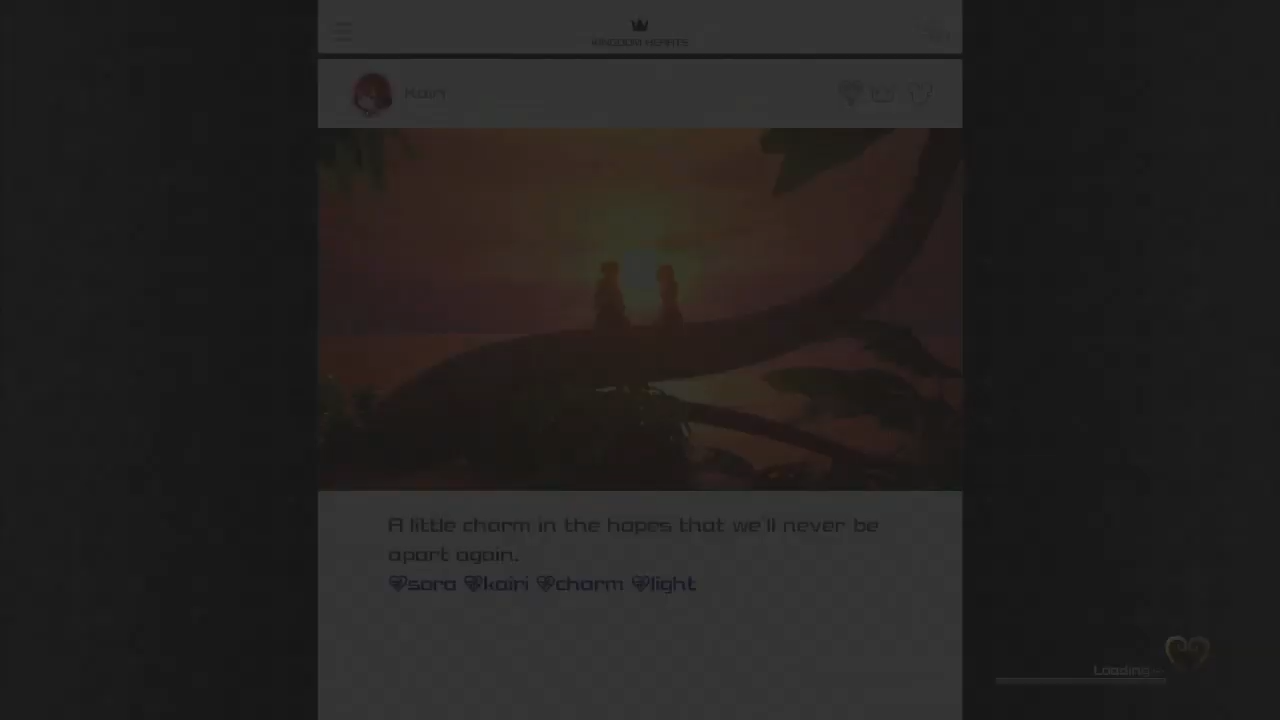 KINGDOM HEARTS
kairi
A little charm in the hopes that we'll never be
apart again.
sora kairi charm light
Loading...